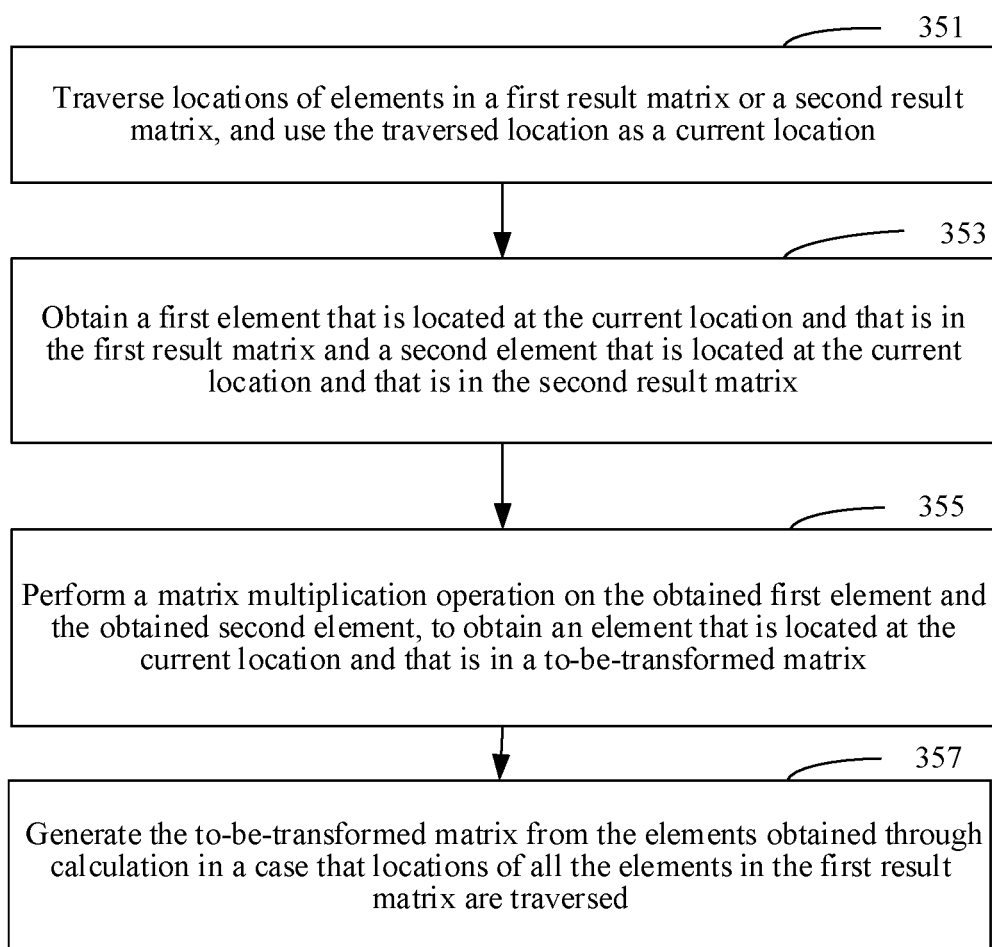 351
Traverse locations of elements in a first result matrix or a second result
matrix, and use the traversed location as a current location
353
Obtain a first element that is located at the current location and that is in
the first result matrix and a second element that is located at the current
location and that is in the second result matrix
355
Perform a matrix multiplication operation on the obtained first element and
the obtained second element, to obtain an element that is located at the
current location and that is in a to-be-transformed matrix
357
Generate the to-be-transformed matrix from the elements obtained through
calculation in a case that locations of all the elements in the first result
matrix are traversed